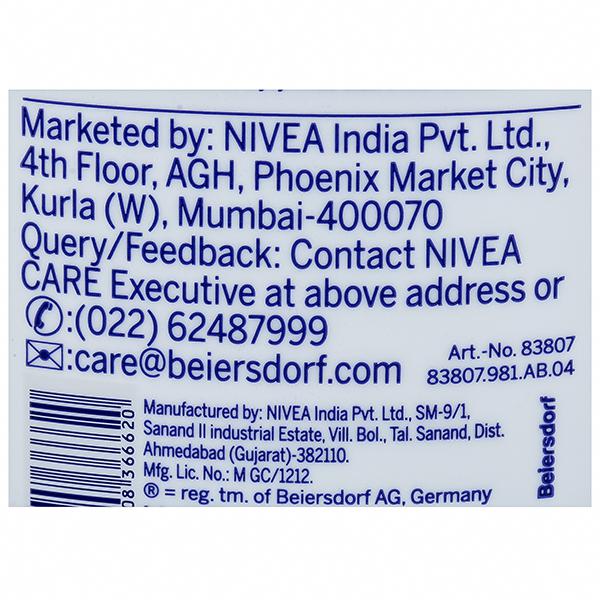 Marketed by: NIVEA India Pvt. Ltd.,
4th Floor, AGH, Phoenix Market City,
Kurla (W), Mumbai-400070
Query/Feedback: Contact NIVEA
CARE Executive at above address or
✆:(022) 62487999
✉:care@beiersdorf.com
Art.-No. 83807
83807.981.AB.04
Manufactured by: NIVEA India Pvt. Ltd., SM-9/1,
Sanand II industrial Estate, Vill. Bol., Tal. Sanand, Dist.
Ahmedabad (Gujarat)-382110.
Mfg. Lic. No.: M GC/1212.
® = reg. tm. of Beiersdorf AG, Germany
Beiersdorf
08 366620